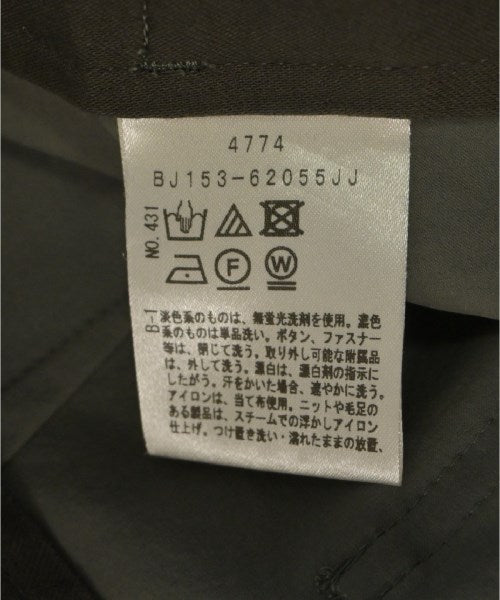 4774
BJ153-62055JJ
NO.431
F W
B-1
淡色系のものは、無蛍光洗剤を使用。濃色
系のものは単品洗い。ボタン、ファスナー
等は、閉じて洗う。取り外し可能な附属品
は、外して洗う。漂白は、漂白剤の指示に
したがう。汗をかいた場合、速やかに洗う。
アイロンは、当て布使用。ニットや毛足の
ある製品は、スチームでの浮かしアイロン
仕上げ。つけ置き洗い・濡れたままの放置、